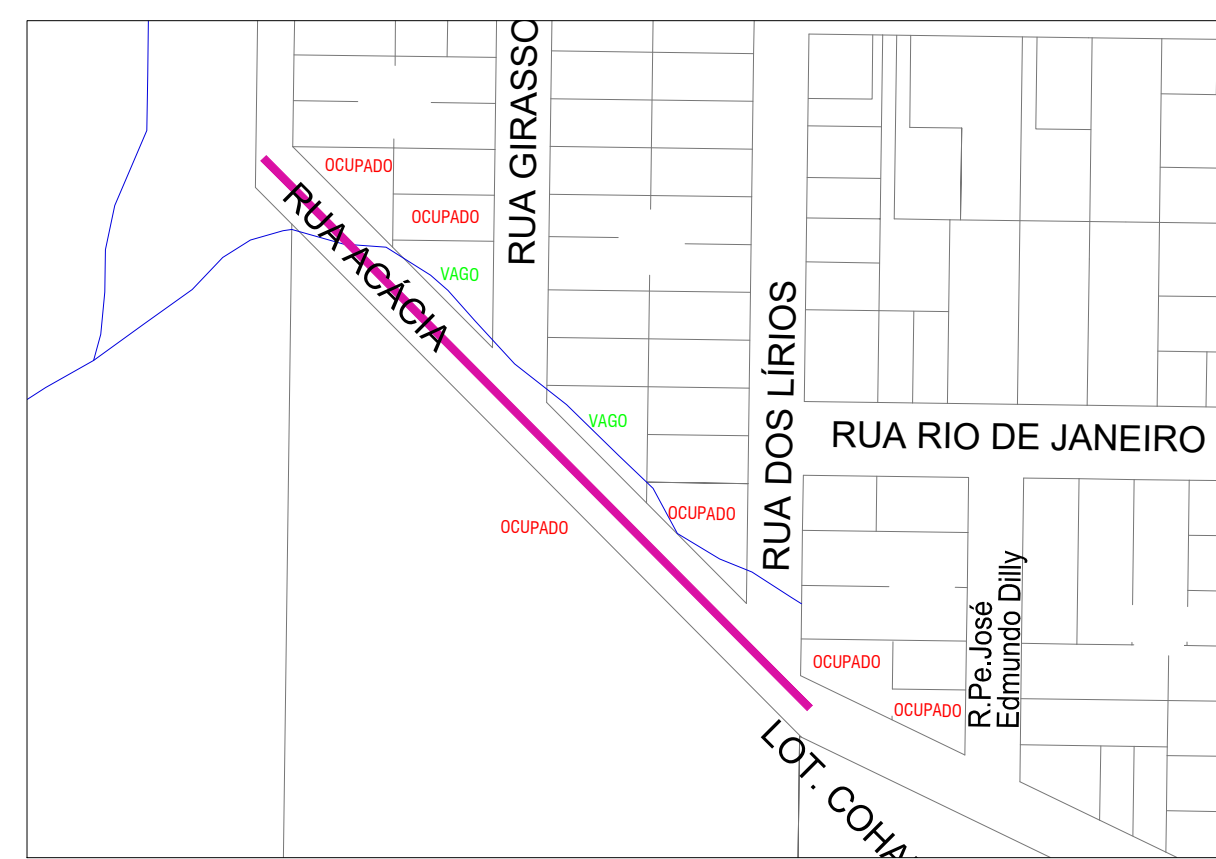 RUA GIRASSO
OCUPADO
RUA ACÁCIA
OCUPADO
VAGO
RUA DOS LÍRIOS
VAGO
RUA RIO DE JANEIRO
OCUPADO
OCUPADO
R.Pe.José
Edmundo Dilly
OCUPADO
OCUPADO
LOT. COHA